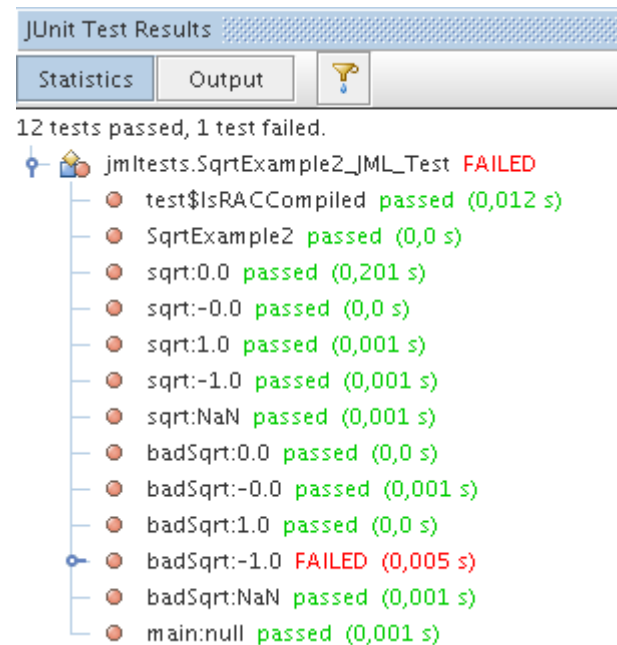 JUnit Test Results
Statistics Output
12 tests passed, 1 test failed.
jmltests.SqrtExample2_JML_Test FAILED
test$IsRACCompiled passed (0,012 s)
SqrtExample2 passed (0,0 s)
sqrt:0.0 passed (0,201 s)
sqrt:-0.0 passed (0,0 s)
sqrt:1.0 passed (0,001 s)
sqrt:-1.0 passed (0,001 s)
sqrt:NaN passed (0,001 s)
badSqrt:0.0 passed (0,0 s)
badSqrt:-0.0 passed (0,001 s)
badSqrt:1.0 passed (0,0 s)
badSqrt:-1.0 FAILED (0,005 s)
badSqrt:NaN passed (0,001 s)
main:null passed (0,001 s)